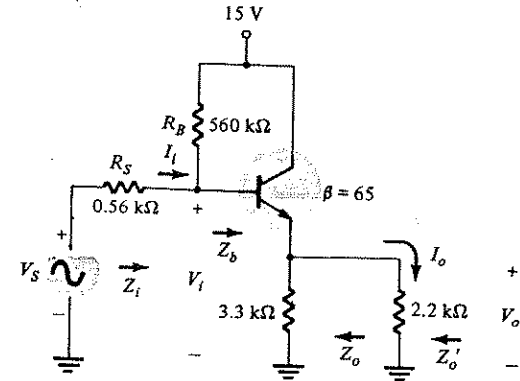 15 V
R_B 560 kΩ
I_i
R_S
0.56 kΩ
β = 65
+
+
Z_b
I_o
V_S
Z_i
V_i
+
3.3 kΩ
2.2 kΩ
V_o
−
−
Z_o
Z_o'
−